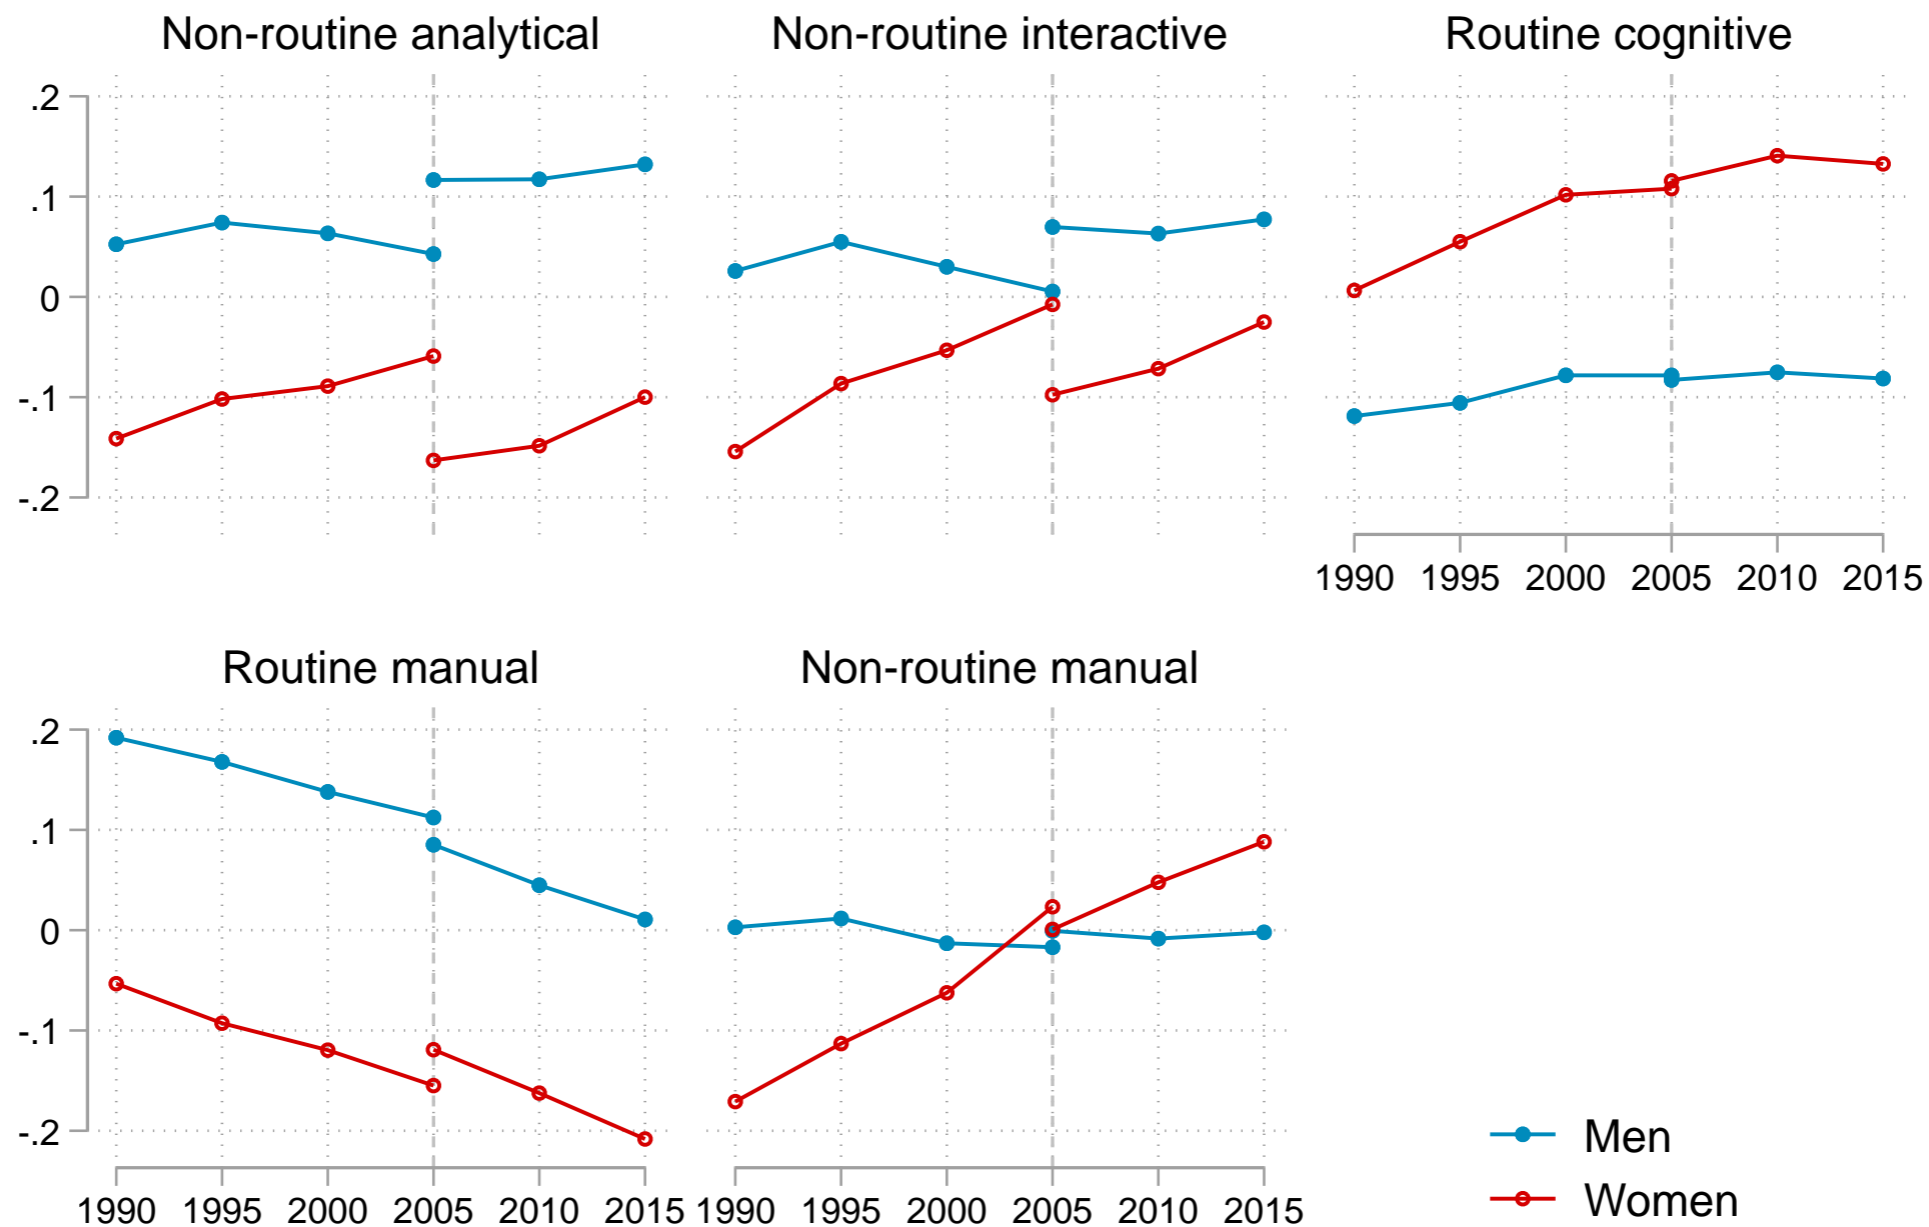 Non-routine analytical
Non-routine interactive
Routine cognitive
.2
.1
0
-.1
-.2
1990 1995 2000 2005 2010 2015
Routine manual
Non-routine manual
.2
.1
0
-.1
-.2
1990 1995 2000 2005 2010 2015
1990 1995 2000 2005 2010 2015
Men
Women